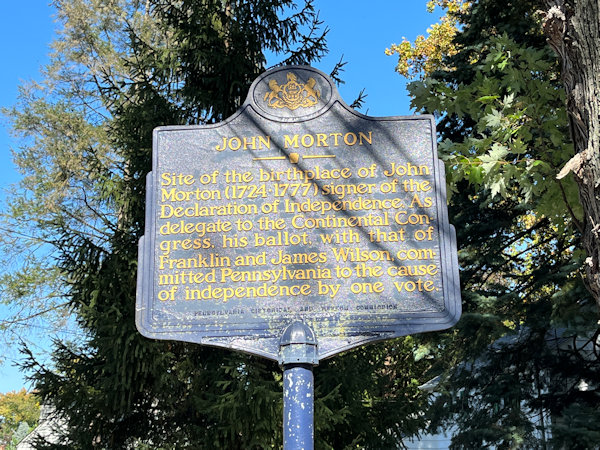 JOHN MORTON
Site of the birthplace of John
Morton (1724-1777) signer of the
Declaration of Independence. As
delegate to the Continental Con-
gress, his ballot, with that of
Franklin and James Wilson, com-
mitted Pennsylvania to the cause
of independence by one vote.
PENNSYLVANIA HISTORICAL AND MUSEUM COMMISSION